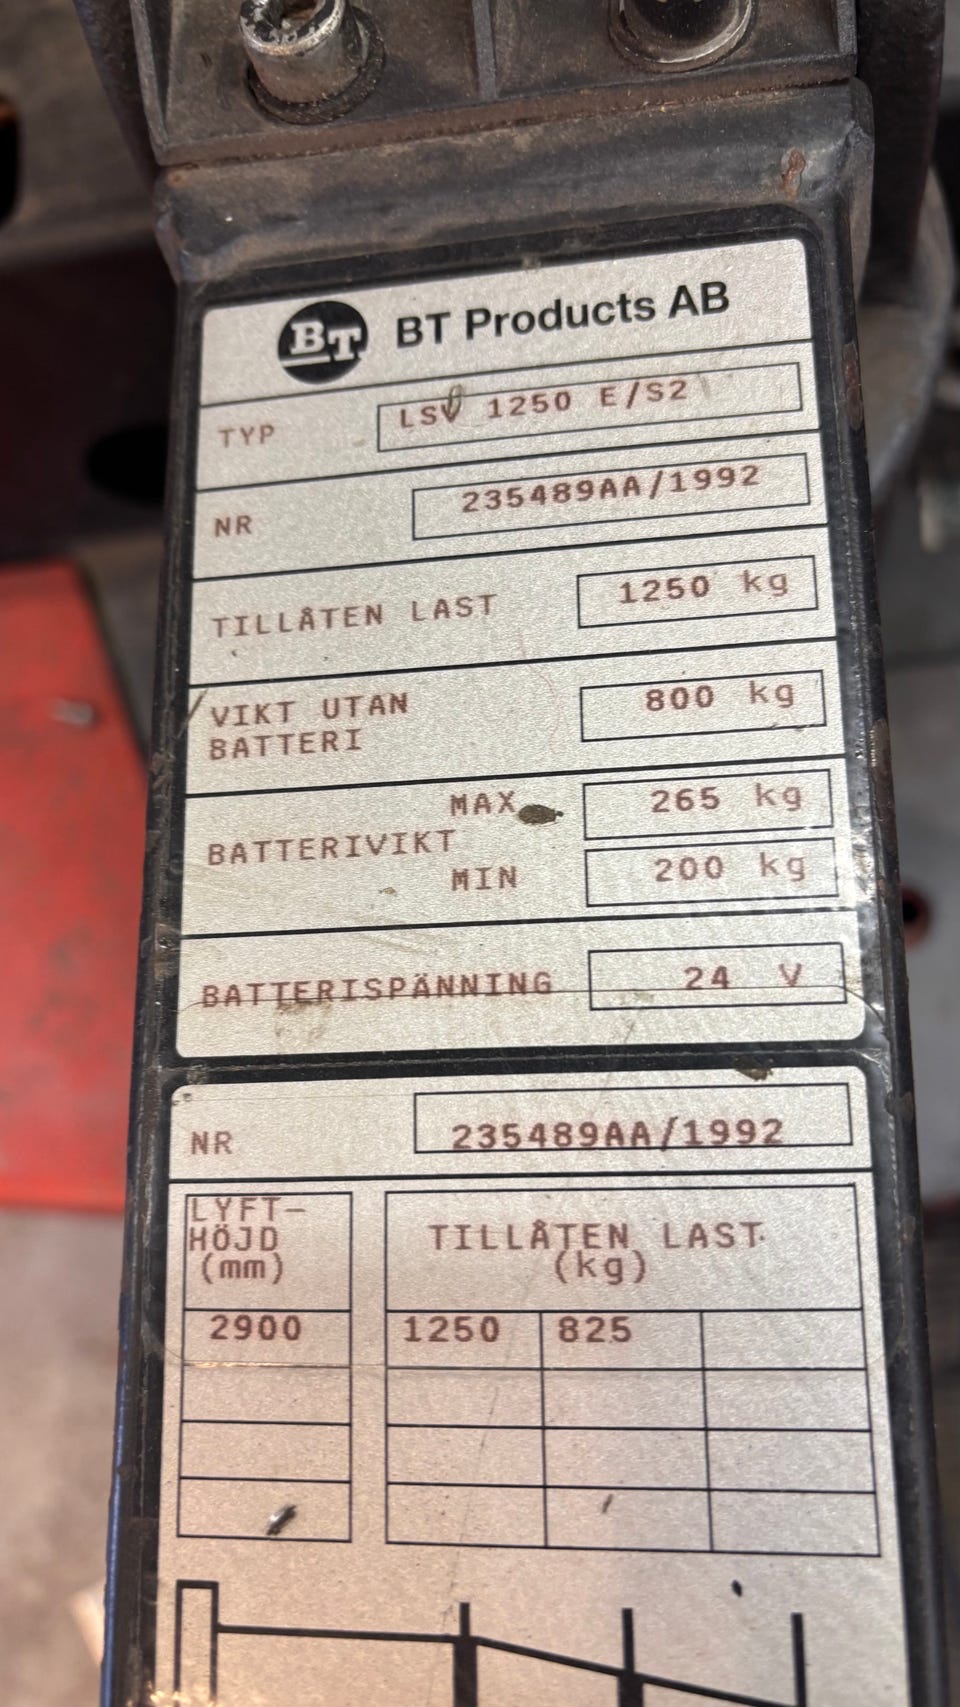 BT BT Products AB
TYP LSV 1250 E/S2
NR 235489AA/1992
TILLÅTEN LAST 1250 kg
VIKT UTAN
BATTERI 800 kg
MAX 265 kg
BATTERIVIKT
MIN 200 kg
BATTERISPÄNNING 24 V
NR 235489AA/1992
LYFT-
HÖJD
(mm)
TILLÅTEN LAST
(kg)
2900 1250 825